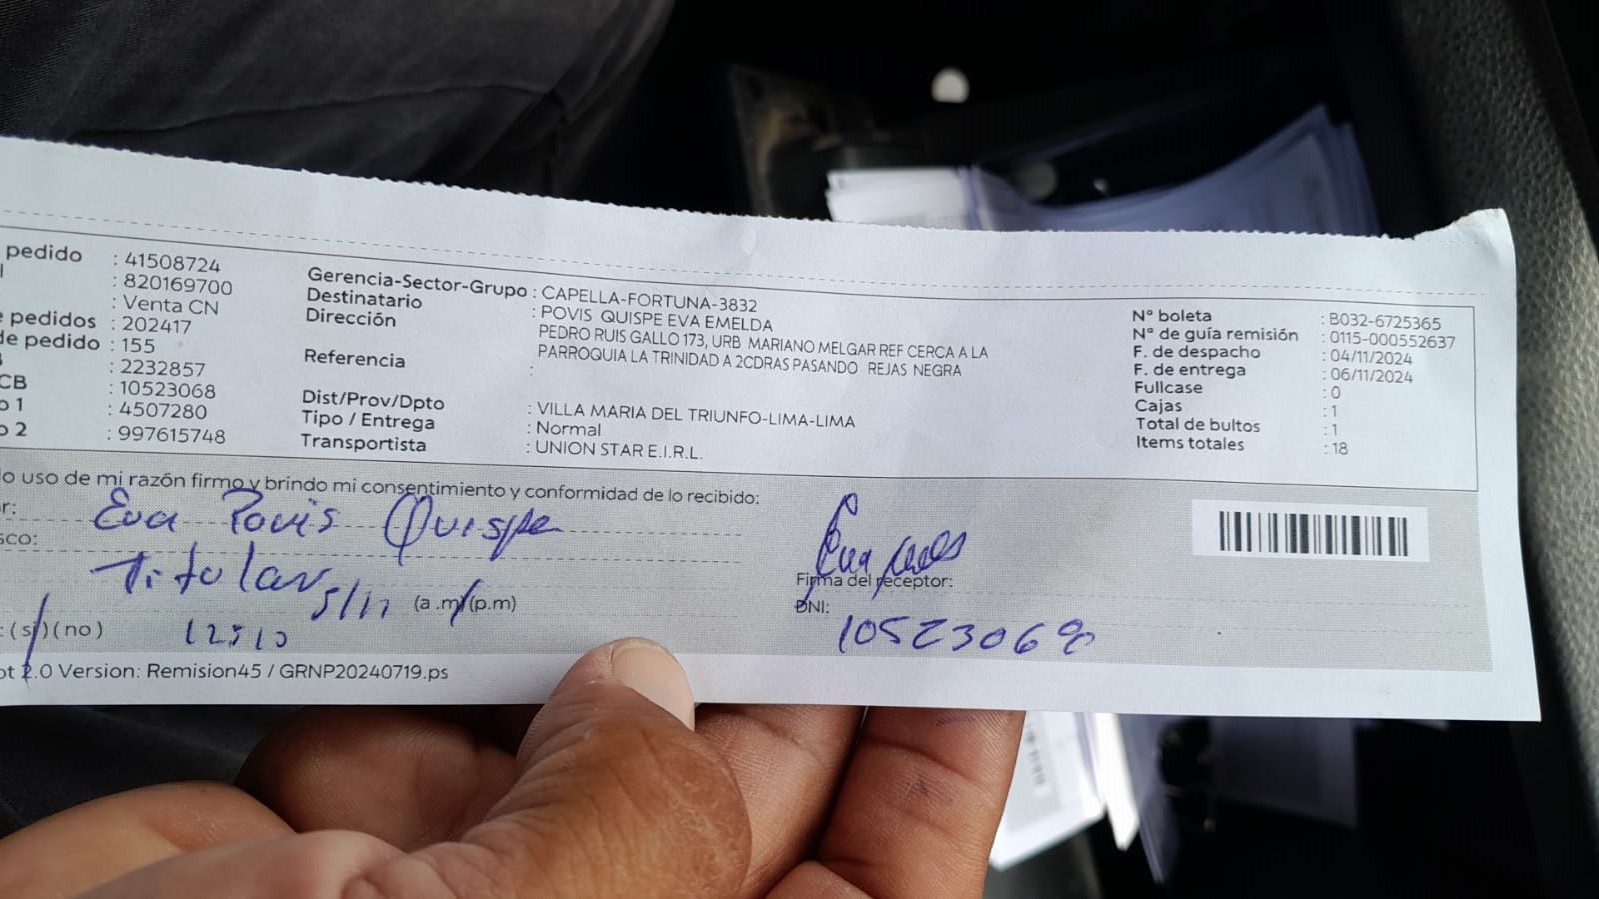 pedido : 41508724
l : 820169700
: Venta CN
e pedidos : 202417
de pedido : 155
: 2232857
CB : 10523068
o 1 : 4507280
o 2 : 997615748
Gerencia-Sector-Grupo : CAPELLA-FORTUNA-3832
Destinatario : POVIS QUISPE EVA EMELDA
Dirección : PEDRO RUIS GALLO 173, URB MARIANO MELGAR REF CERCA A LA
PARROQUIA LA TRINIDAD A 2CDRAS PASANDO REJAS NEGRA
Referencia :
Dist/Prov/Dpto : VILLA MARIA DEL TRIUNFO-LIMA-LIMA
Tipo / Entrega : Normal
Transportista : UNION STAR E.I.R.L.
N° boleta : B032-6725365
N° de guía remisión : 0115-000552637
F. de despacho : 04/11/2024
F. de entrega : 06/11/2024
Fullcase : 0
Cajas : 1
Total de bultos : 1
Items totales : 18
o uso de mi razón firmo y brindo mi consentimiento y conformidad de lo recibido:
r: Eva Povis Quispe
sco: Titular
5/11 (a .m)(p.m)
: (si)(no) 12:10
Firma del receptor:
DNI: 10523068
ot 2.0 Version: Remision45 / GRNP20240719.ps